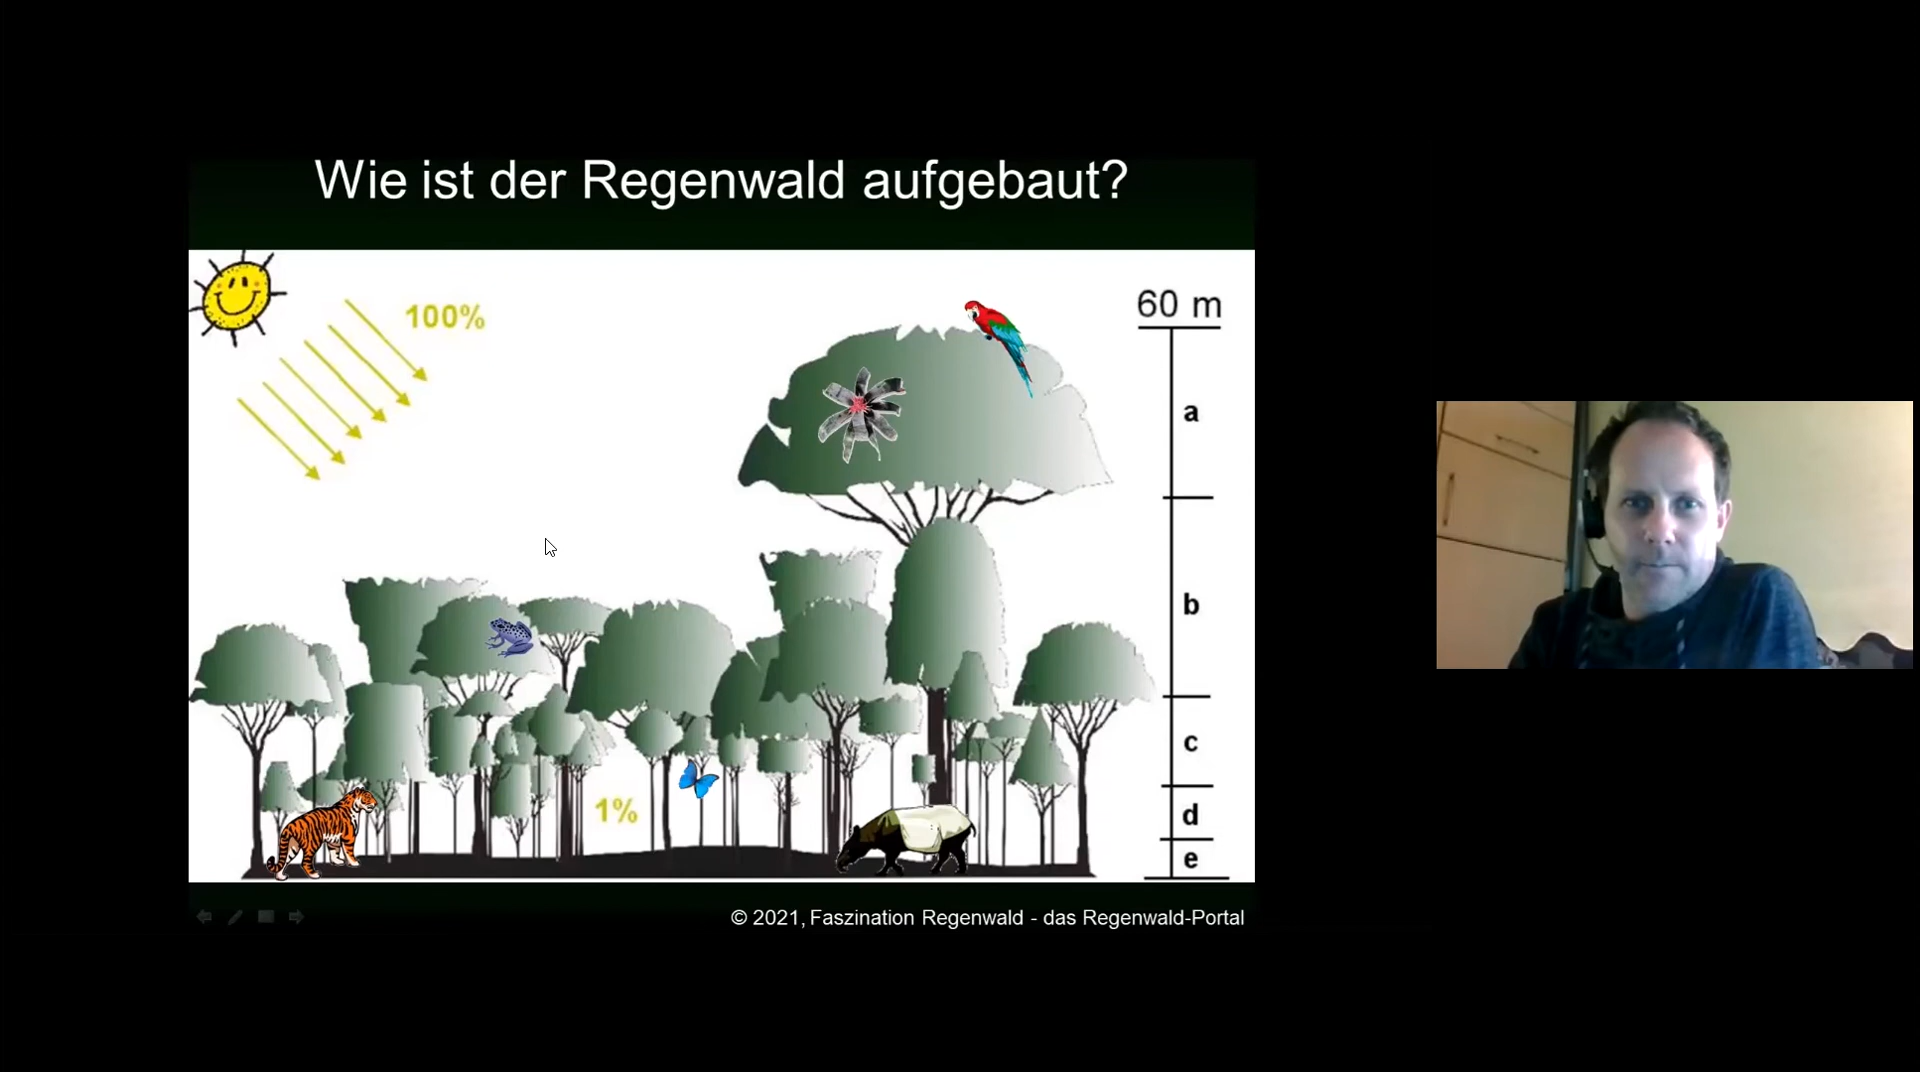 Wie ist der Regenwald aufgebaut?
100%
60 m
a
b
c
1%
d
e
© 2021, Faszination Regenwald - das Regenwald-Portal